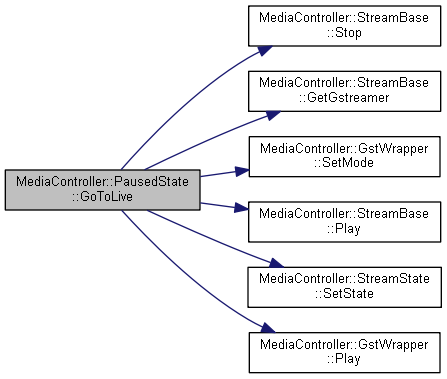 MediaController::StreamBase
::Stop
MediaController::StreamBase
::GetGstreamer
MediaController::GstWrapper
::SetMode
MediaController::PausedState
::GoToLive
MediaController::StreamBase
::Play
MediaController::StreamState
::SetState
MediaController::GstWrapper
::Play